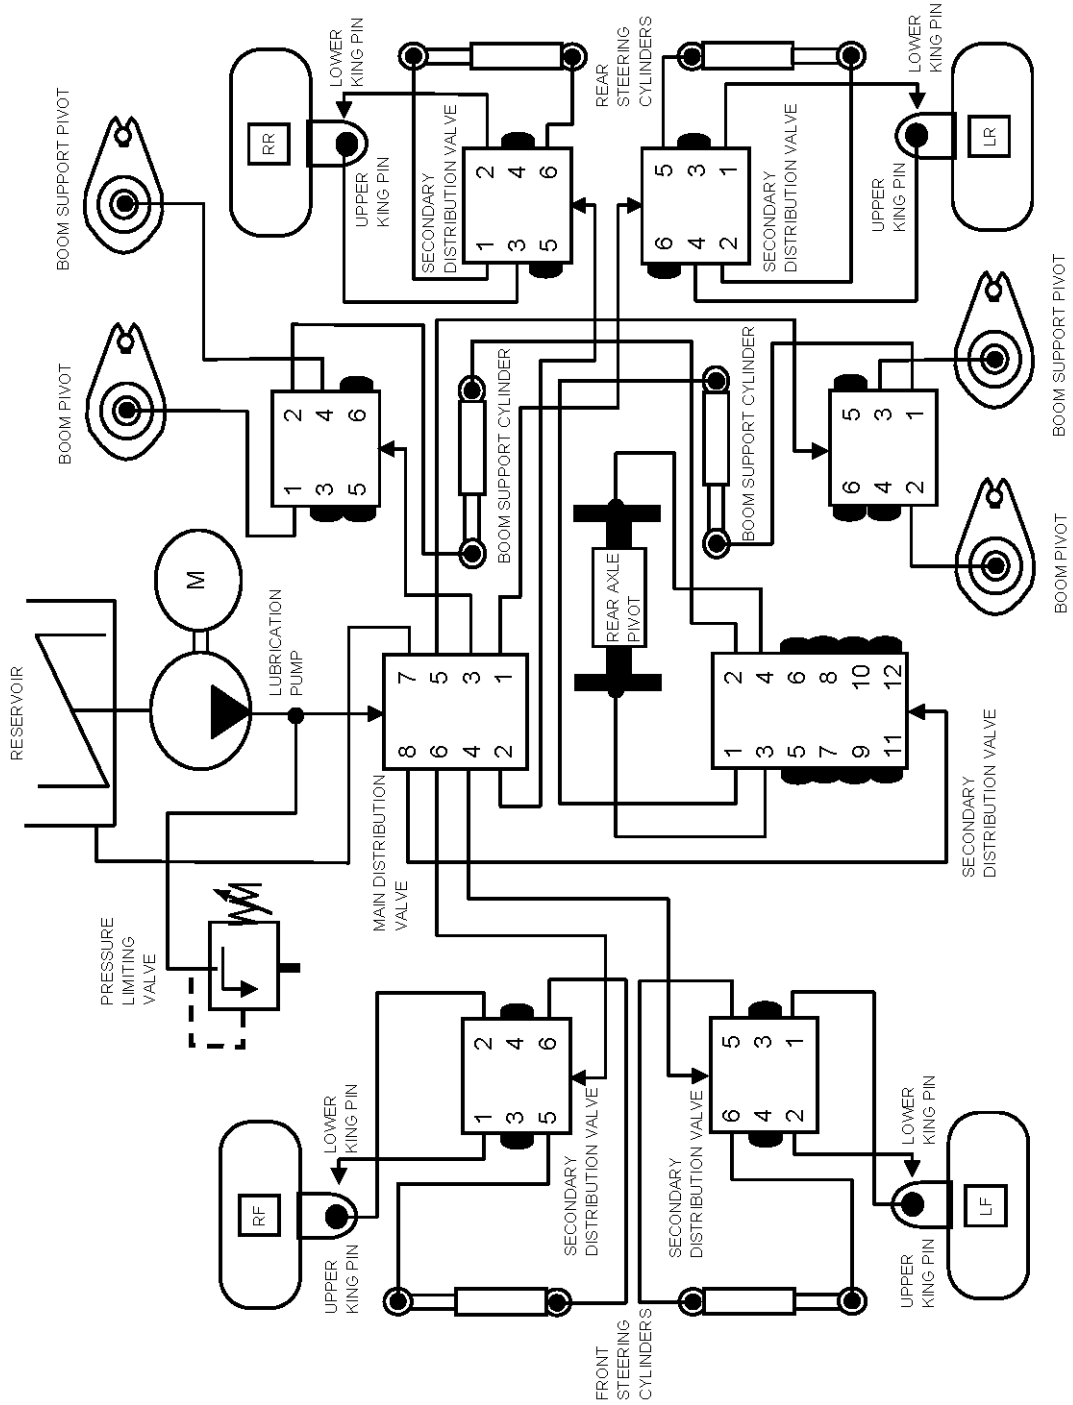 RESERVOIR
BOOM PIVOT
BOOM SUPPORT PIVOT
PRESSURE
LIMITING
VALVE
M
LUBRICATION
PUMP
RF
RR
UPPER
KING PIN
LOWER
KING PIN
UPPER
KING PIN
LOWER
KING PIN
1 2
3 4
5 6
MAIN DISTRIBUTION
VALVE
8 7
6 5
4 3
2 1
SECONDARY
DISTRIBUTION VALVE
1 2
3 4
5 6
BOOM SUPPORT CYLINDER
1 2
3 4
5 6
SECONDARY
DISTRIBUTION VALVE
FRONT
STEERING
CYLINDERS
REAR AXLE
PIVOT
REAR
STEERING
CYLINDERS
SECONDARY
DISTRIBUTION VALVE
6 5
4 3
2 1
1 2
3 4
5 6
7 8
9 10
11 12
BOOM SUPPORT CYLINDER
6 5
4 3
2 1
SECONDARY
DISTRIBUTION VALVE
6 5
4 3
2 1
UPPER
KING PIN
LOWER
KING PIN
UPPER
KING PIN
LOWER
KING PIN
SECONDARY
DISTRIBUTION VALVE
LF
LR
BOOM PIVOT
BOOM SUPPORT PIVOT